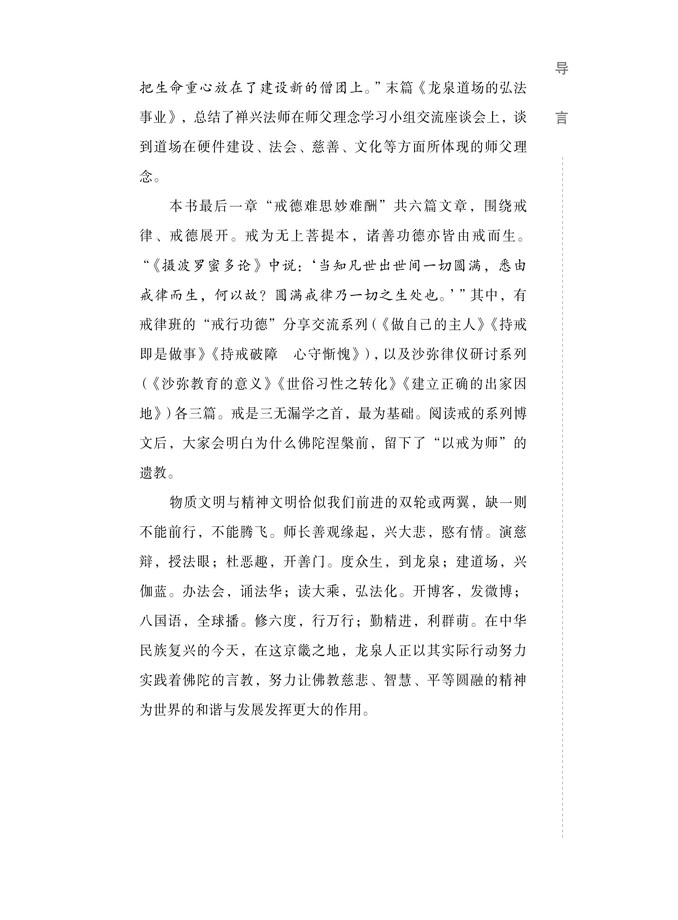 导
言
把生命重心放在了建设新的僧团上。”末篇《龙泉道场的弘法
事业》，总结了禅兴法师在师父理念学习小组交流座谈会上，谈
到道场在硬件建设、法会、慈善、文化等方面所体现的师父理
念。
本书最后一章“戒德难思妙难酬”共六篇文章，围绕戒
律、戒德展开。戒为无上菩提本，诸善功德亦皆由戒而生。
“《摄波罗蜜多论》中说：‘当知凡世出世间一切圆满，悉由
戒律而生，何以故？圆满戒律乃一切之生处也。’”其中，有
戒律班的“戒行功德”分享交流系列(《做自己的主人》《持戒
即是做事》《持戒破障　心守惭愧》)，以及沙弥律仪研讨系列
(《沙弥教育的意义》《世俗习性之转化》《建立正确的出家因
地》)各三篇。戒是三无漏学之首，最为基础。阅读戒的系列博
文后，大家会明白为什么佛陀涅槃前，留下了“以戒为师”的
遗教。
物质文明与精神文明恰似我们前进的双轮或两翼，缺一则
不能前行，不能腾飞。师长善观缘起，兴大悲，愍有情。演慈
辩，授法眼；杜恶趣，开善门。度众生，到龙泉；建道场，兴
伽蓝。办法会，诵法华；读大乘，弘法化。开博客，发微博；
八国语，全球播。修六度，行万行；勤精进，利群萌。在中华
民族复兴的今天，在这京畿之地，龙泉人正以其实际行动努力
实践着佛陀的言教，努力让佛教慈悲、智慧、平等圆融的精神
为世界的和谐与发展发挥更大的作用。